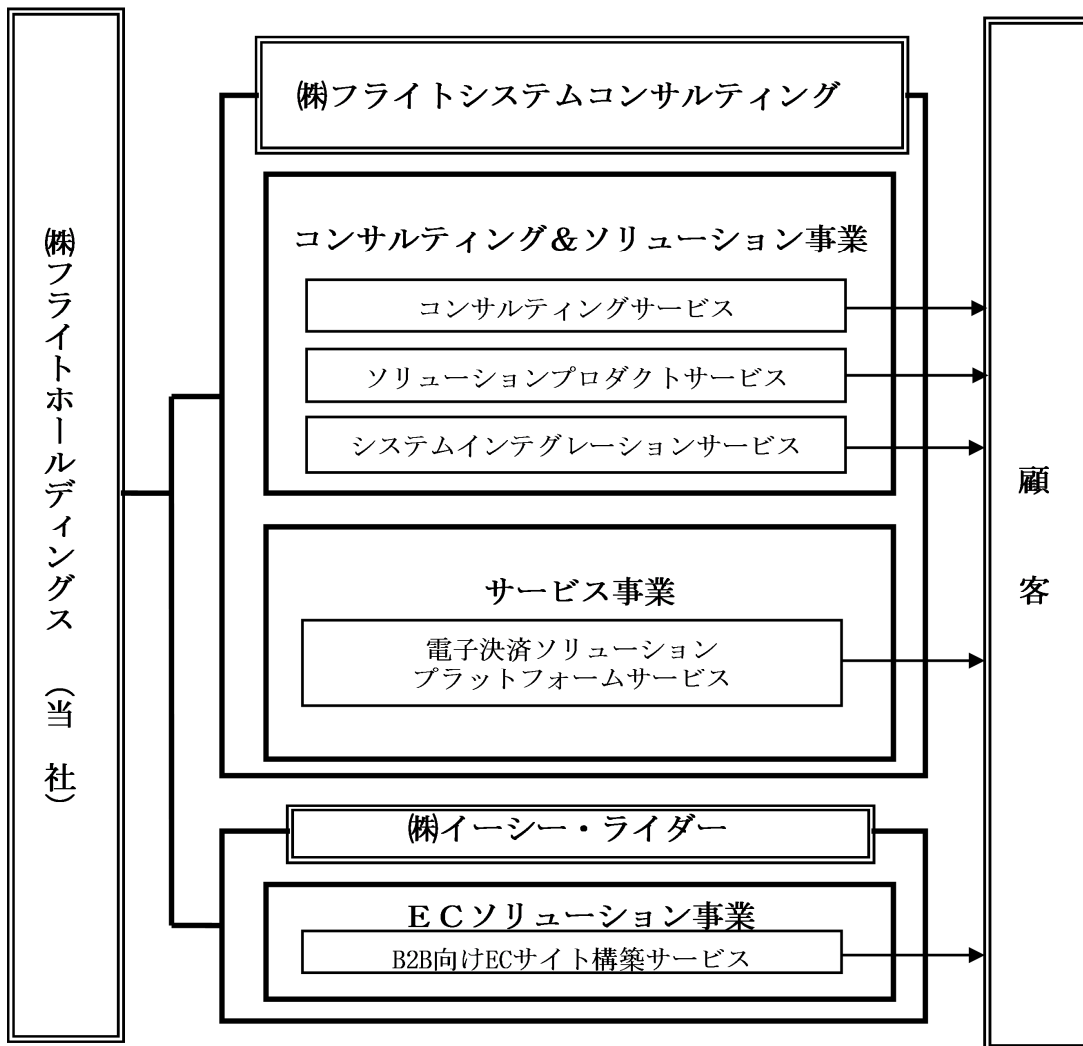 ㈱フライトホールディングス （当 社）
㈱フライトシステムコンサルティング
コンサルティング＆ソリューション事業
コンサルティングサービス
ソリューションプロダクトサービス
システムインテグレーションサービス
サービス事業
電子決済ソリューション
プラットフォームサービス
㈱イーシー・ライダー
ＥＣソリューション事業
B2B向けECサイト構築サービス
顧 客